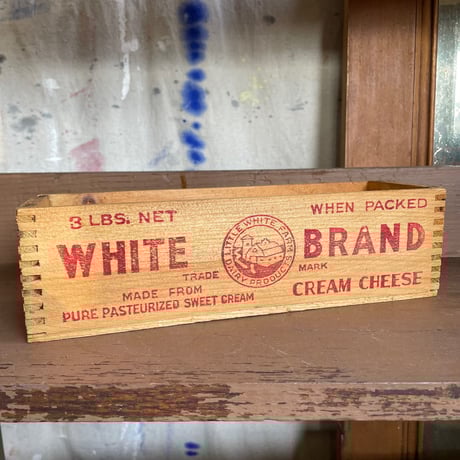 3 LBS. NET
WHEN PACKED
WHITE BRAND
LITTLE WHITE FARM
DAIRY PRODUCTS
TRADE MARK
MADE FROM
PURE PASTEURIZED SWEET CREAM
CREAM CHEESE